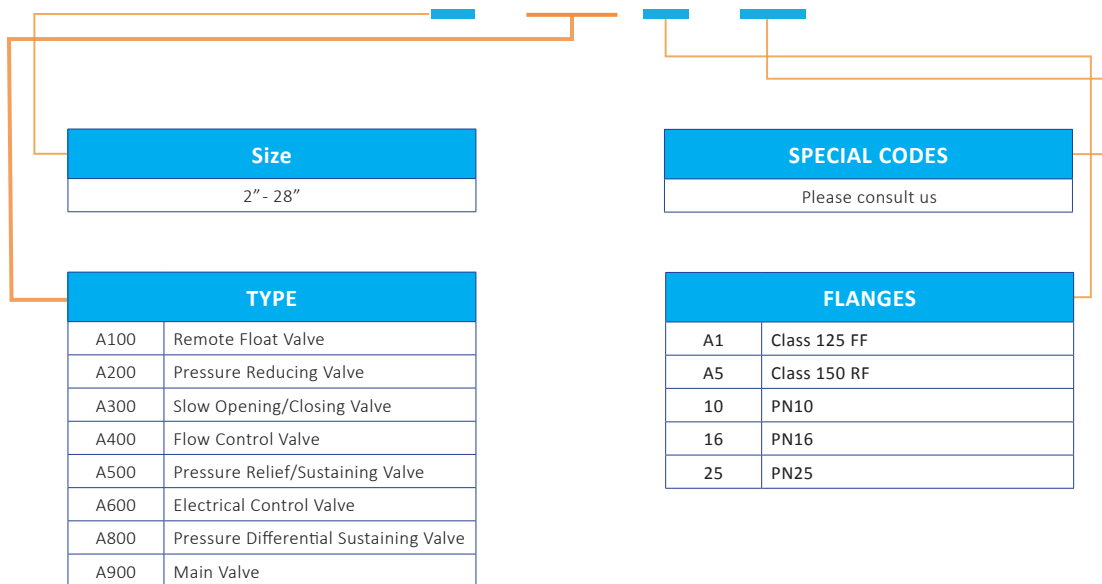 Size
2” - 28”
SPECIAL CODES
Please consult us
TYPE
A100 Remote Float Valve
A200 Pressure Reducing Valve
A300 Slow Opening/Closing Valve
A400 Flow Control Valve
A500 Pressure Relief/Sustaining Valve
A600 Electrical Control Valve
A800 Pressure Differential Sustaining Valve
A900 Main Valve
FLANGES
A1 Class 125 FF
A5 Class 150 RF
10 PN10
16 PN16
25 PN25